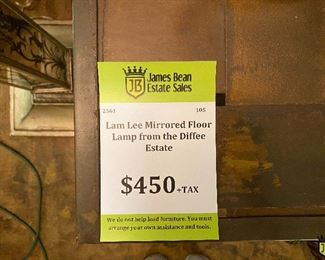 JB
James Bean
Estate Sales
2561 105
Lam Lee Mirrored Floor
Lamp from the Diffee
Estate
$450+TAX
We do not help load furniture. You must
arrange your own assistance and tools.